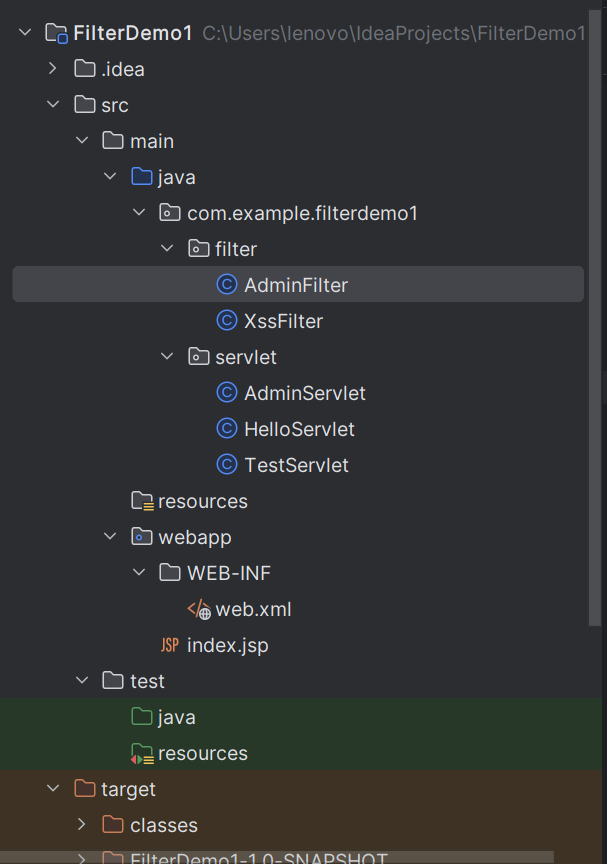 FilterDemo1 C:\Users\lenovo\IdeaProjects\FilterDemo1
.idea
src
main
java
com.example.filterdemo1
filter
C AdminFilter
C XssFilter
servlet
C AdminServlet
C HelloServlet
C TestServlet
resources
webapp
WEB-INF
web.xml
JSP index.jsp
test
java
resources
target
classes
FilterDemo1-1.0-SNAPSHOT